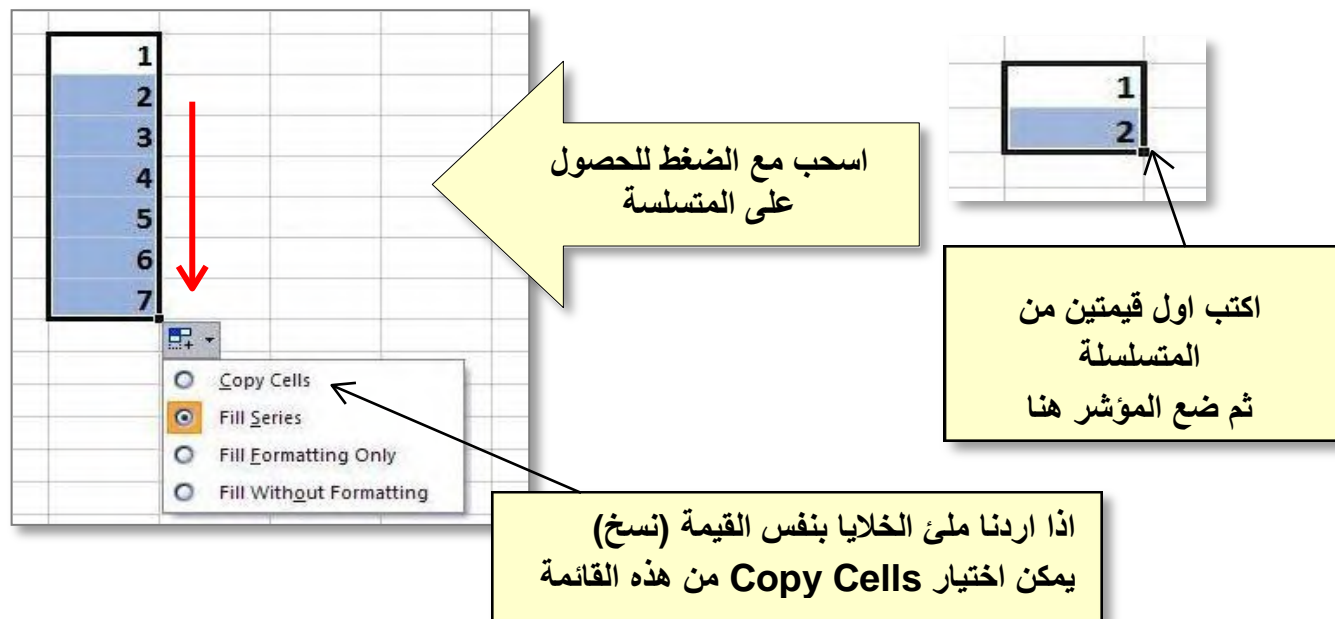 1
2
اكتب اول قيمتين من
المتسلسلة
ثم ضع المؤشر هنا
اسحب مع الضغط للحصول
على المتسلسة
1
2
3
4
5
6
7
Copy Cells
Fill Series
Fill Formatting Only
Fill Without Formatting
اذا اردنا ملئ الخلايا بنفس القيمة (نسخ)
يمكن اختيار Copy Cells من هذه القائمة